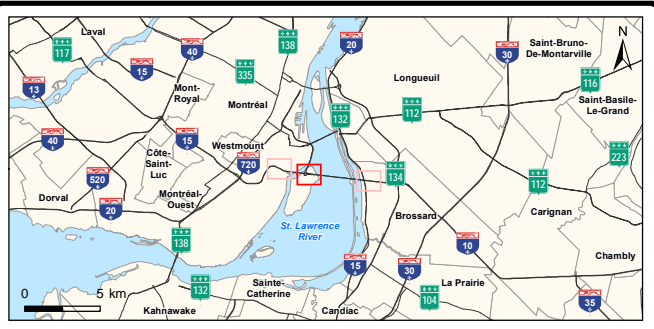 Laval
117
40
138
20
30
Saint-Bruno-
De-Montarville
N
13
15
335
Longueuil
116
Mont-
Royal
Montréal
132
112
Saint-Basile-
Le-Grand
40
15
Westmount
Côte-
Saint-
Luc
720
223
520
134
112
Dorval
20
Montréal-
Ouest
Brossard
Carignan
St. Lawrence
River
138
10
Chambly
15
30
La Prairie
0 5 km
132
Sainte-
Catherine
104
35
Kahnawake
Candiac